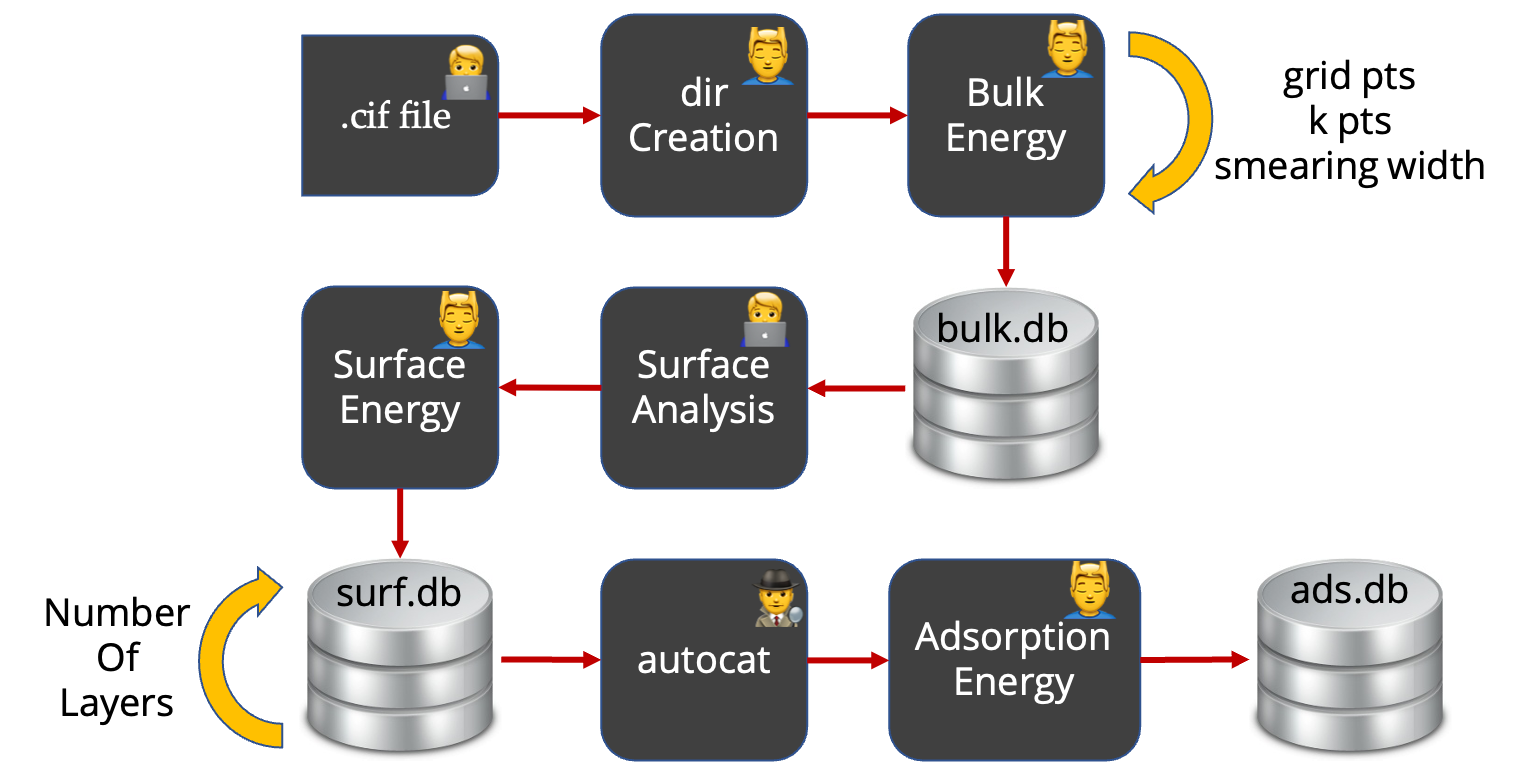 .cif file
dir
Creation
Bulk
Energy
grid pts
k pts
smearing width
Surface
Energy
Surface
Analysis
bulk.db
Number
Of
Layers
surf.db
autocat
Adsorption
Energy
ads.db